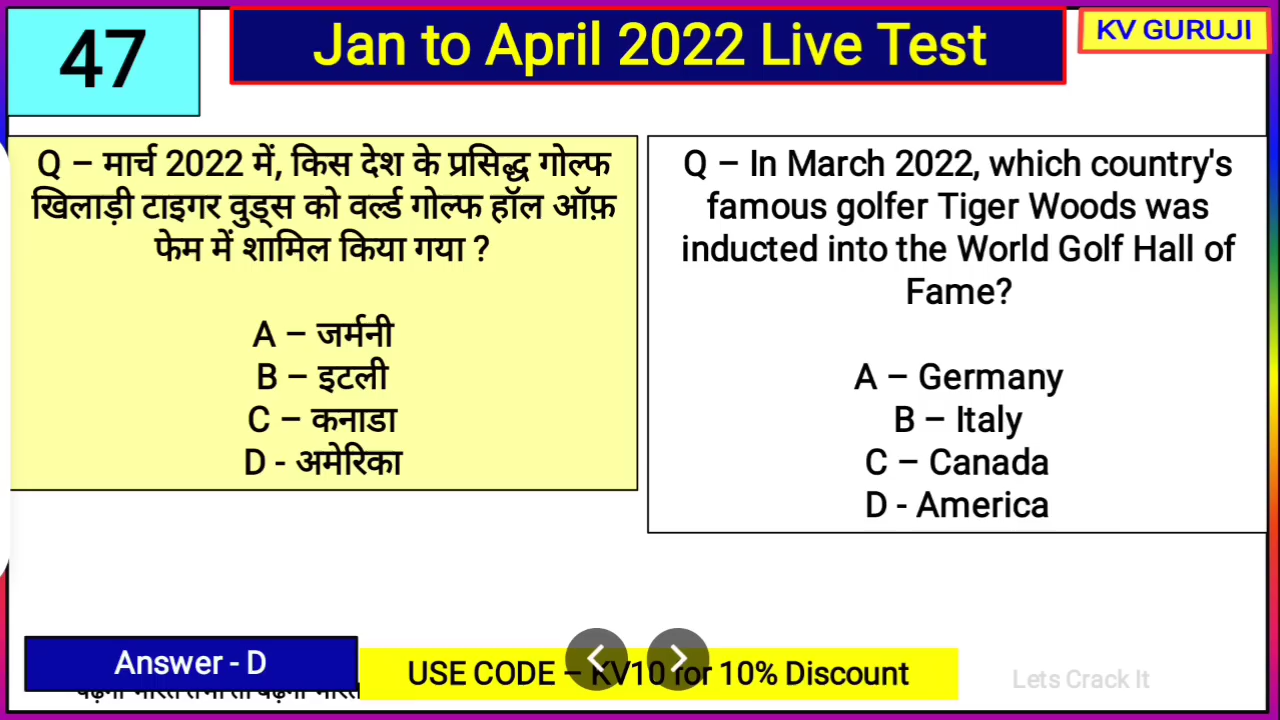 47
Jan to April 2022 Live Test
KV GURUJI
Q – मार्च 2022 में, किस देश के प्रसिद्ध गोल्फ
खिलाड़ी टाइगर वुड्स को वर्ल्ड गोल्फ हॉल ऑफ़
फेम में शामिल किया गया ?
A – जर्मनी
B – इटली
C – कनाडा
D - अमेरिका
Q – In March 2022, which country's
famous golfer Tiger Woods was
inducted into the World Golf Hall of
Fame?
A – Germany
B – Italy
C – Canada
D - America
Answer - D
USE CODE – KV10 for 10% Discount
Lets Crack It